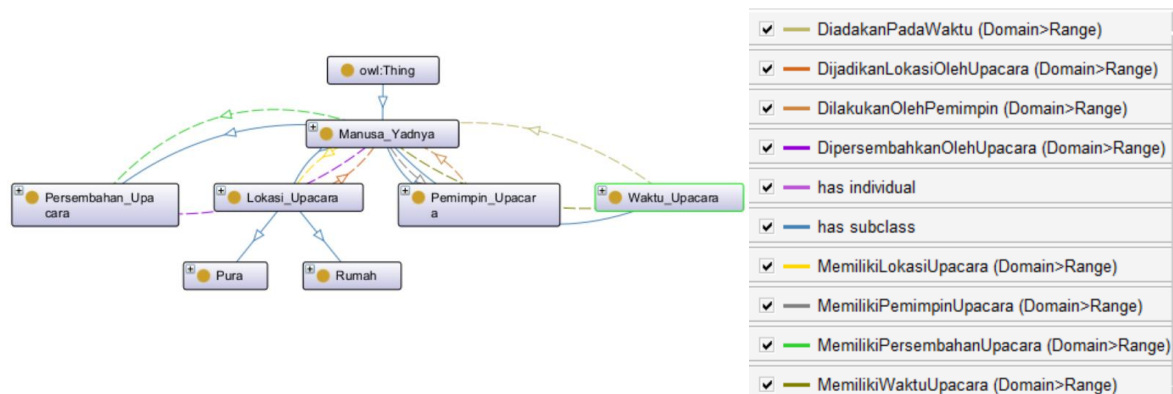 owl:Thing
Manusa_Yadnya
Persembahan_Upa
cara
Lokasi_Upacara
Pemimpin_Upacar
a
Waktu_Upacara
Pura
Rumah
DiadakanPadaWaktu (Domain>Range)
DijadikanLokasiOlehUpacara (Domain>Range)
DilakukanOlehPemimpin (Domain>Range)
DipersembahkanOlehUpacara (Domain>Range)
has individual
has subclass
MemilikiLokasiUpacara (Domain>Range)
MemilikiPemimpinUpacara (Domain>Range)
MemilikiPersembahanUpacara (Domain>Range)
MemilikiWaktuUpacara (Domain>Range)